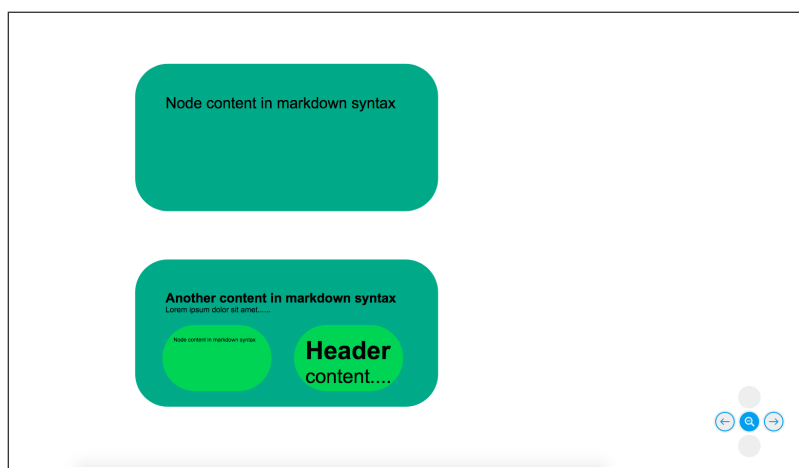 Node content in markdown syntax
Another content in markdown syntax
Lorem ipsum dolor sit amet......
Node content in markdown syntax
Header
content....